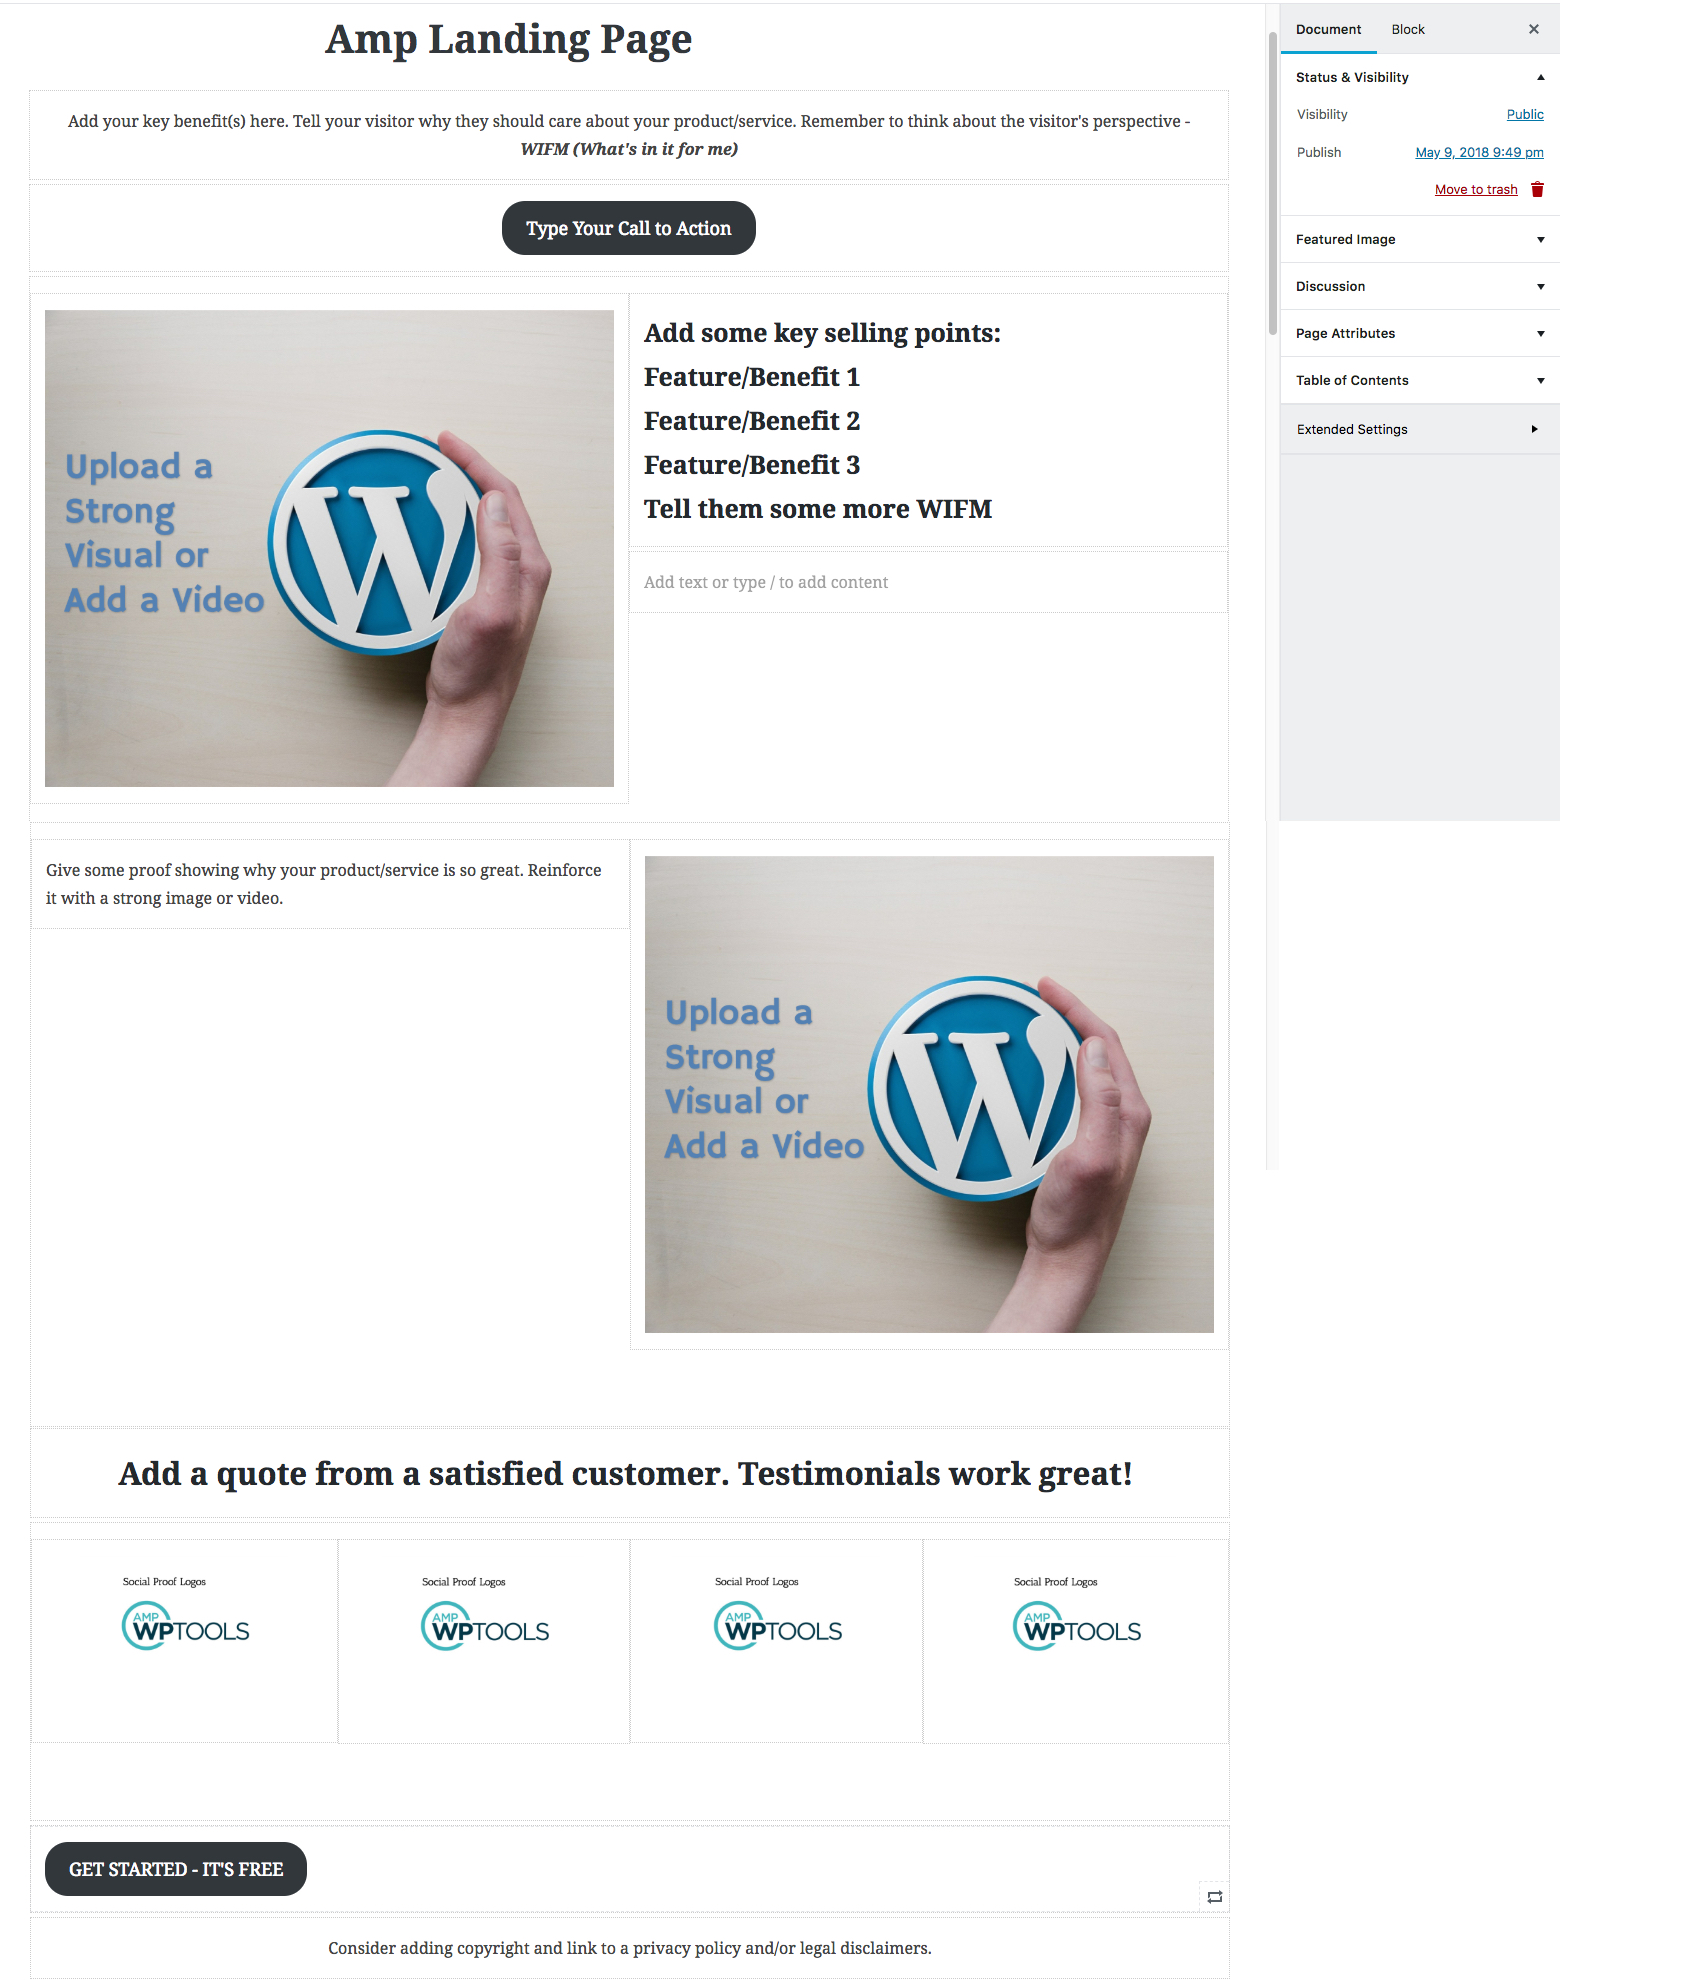 Amp Landing Page
Add your key benefit(s) here. Tell your visitor why they should care about your product/service. Remember to think about the visitor's perspective -
WIFM (What's in it for me)
Type Your Call to Action
Upload a
Strong
Visual or
Add a Video
Add some key selling points:
Feature/Benefit 1
Feature/Benefit 2
Feature/Benefit 3
Tell them some more WIFM
Add text or type / to add content
Give some proof showing why your product/service is so great. Reinforce
it with a strong image or video.
Upload a
Strong
Visual or
Add a Video
Add a quote from a satisfied customer. Testimonials work great!
Social Proof Logos
AMP
WPTOOLS
Social Proof Logos
AMP
WPTOOLS
Social Proof Logos
AMP
WPTOOLS
Social Proof Logos
AMP
WPTOOLS
GET STARTED - IT'S FREE
Consider adding copyright and link to a privacy policy and/or legal disclaimers.
Document Block ×
Status & Visibility
Visibility Public
Publish May 9, 2018 9:49 pm
Move to trash
Featured Image
Discussion
Page Attributes
Table of Contents
Extended Settings